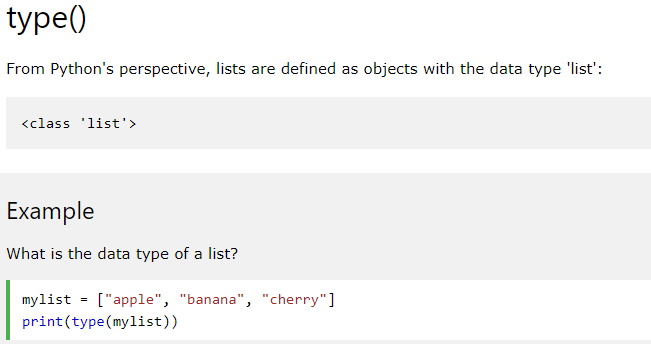 type()
From Python's perspective, lists are defined as objects with the data type 'list':
<class 'list'>
Example
What is the data type of a list?
mylist = ["apple", "banana", "cherry"]
print(type(mylist))